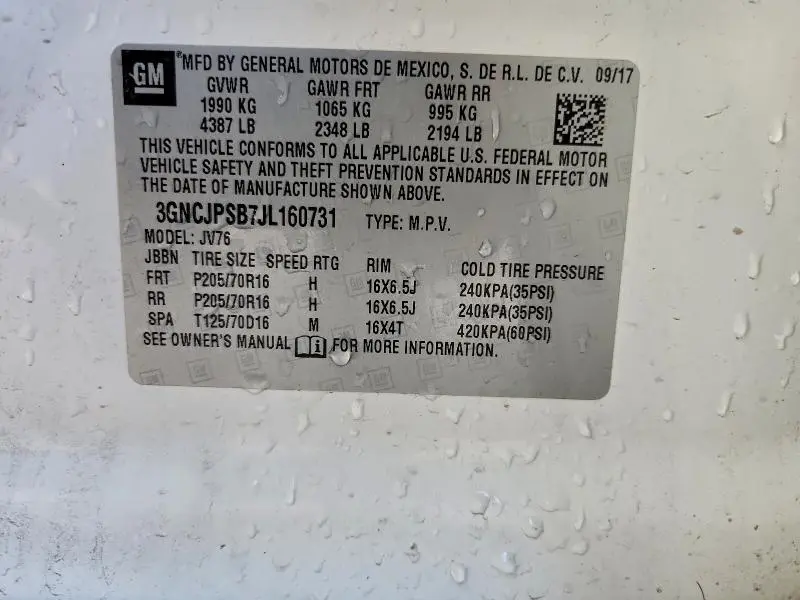 GM ®MFD BY GENERAL MOTORS DE MEXICO, S. DE R.L. DE C.V. 09/17
GVWR GAWR FRT GAWR RR
1990 KG 1065 KG 995 KG
4387 LB 2348 LB 2194 LB
THIS VEHICLE CONFORMS TO ALL APPLICABLE U.S. FEDERAL MOTOR
VEHICLE SAFETY AND THEFT PREVENTION STANDARDS IN EFFECT ON
THE DATE OF MANUFACTURE SHOWN ABOVE.
3GNCJPSB7JL160731 TYPE: M.P.V.
MODEL: JV76
JBBN TIRE SIZE SPEED RTG RIM COLD TIRE PRESSURE
FRT P205/70R16 H 16X6.5J 240KPA(35PSI)
RR P205/70R16 H 16X6.5J 240KPA(35PSI)
SPA T125/70D16 M 16X4T 420KPA(60PSI)
SEE OWNER'S MANUAL FOR MORE INFORMATION.